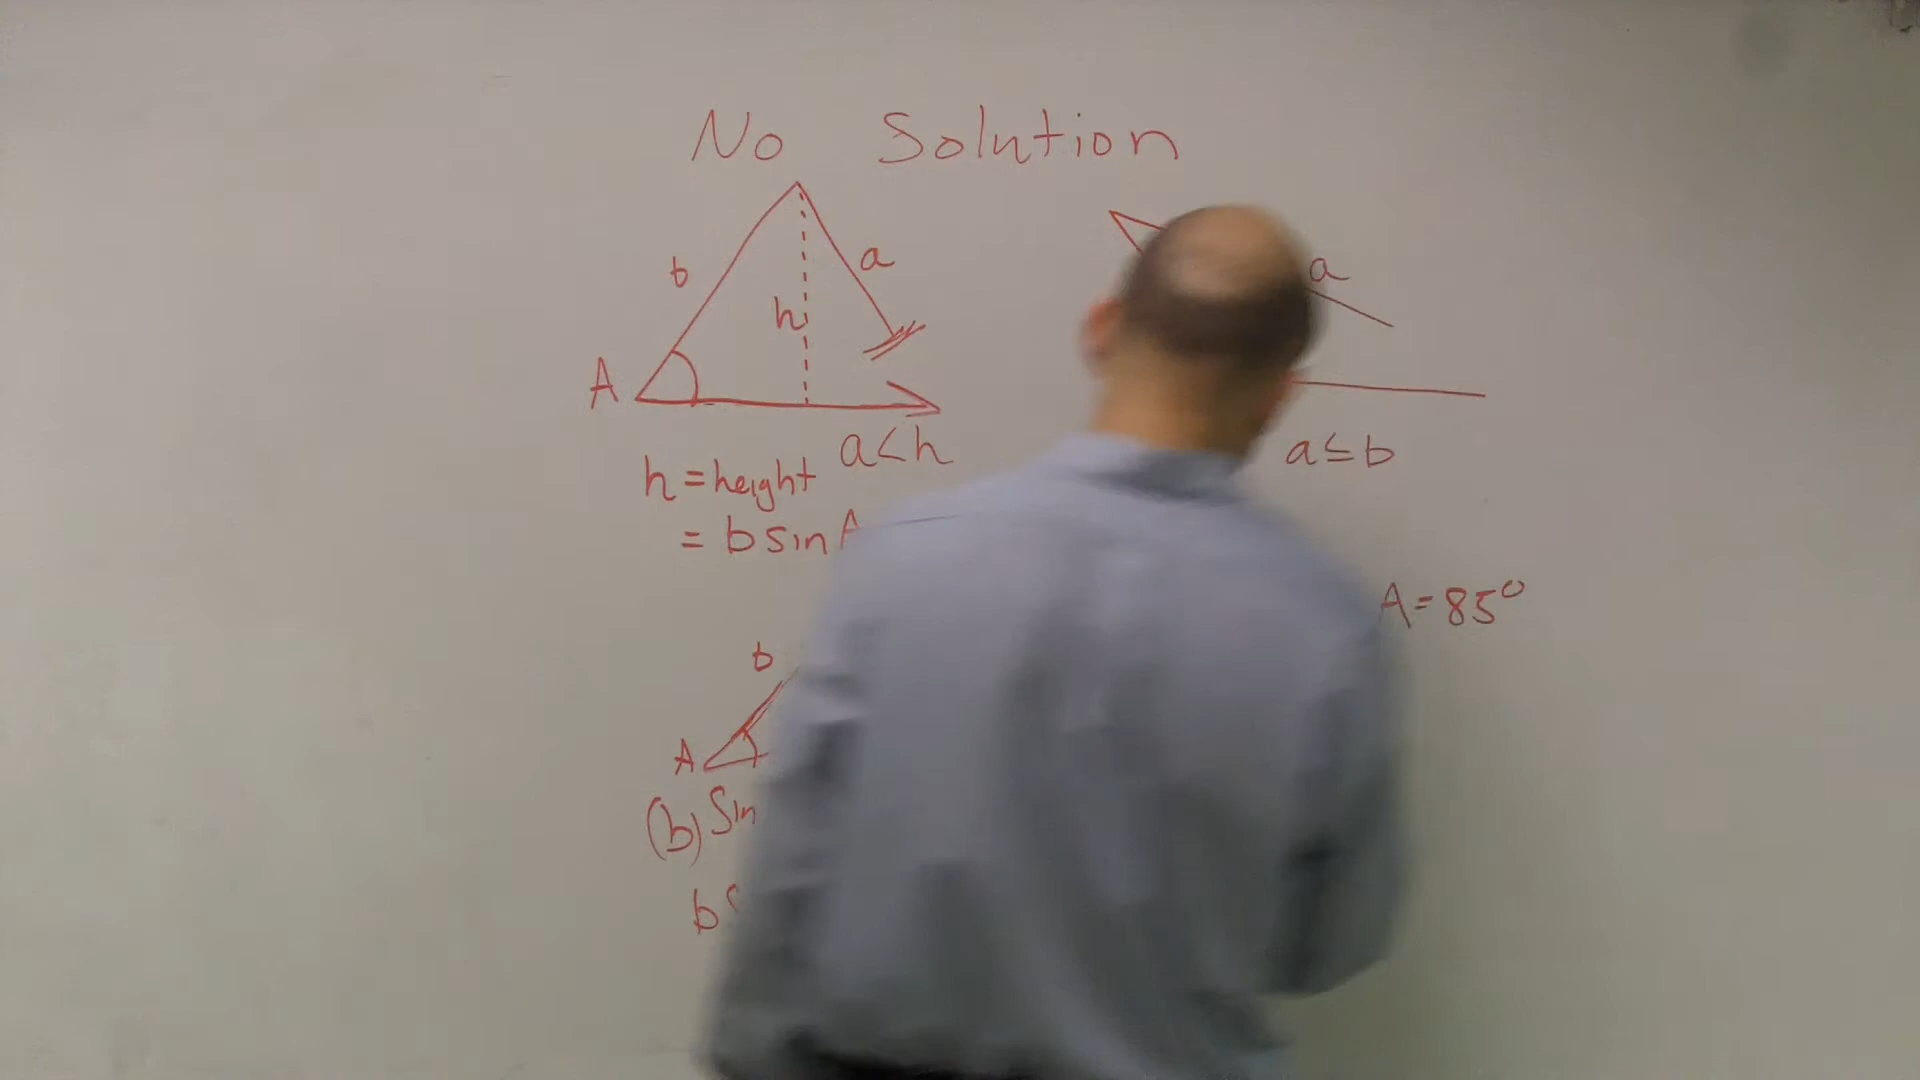 No Solution
b
a
h
A
a<h
h = height
= b sin A
a
a ≤ b
A = 85°
b
A
(b) Sin
b